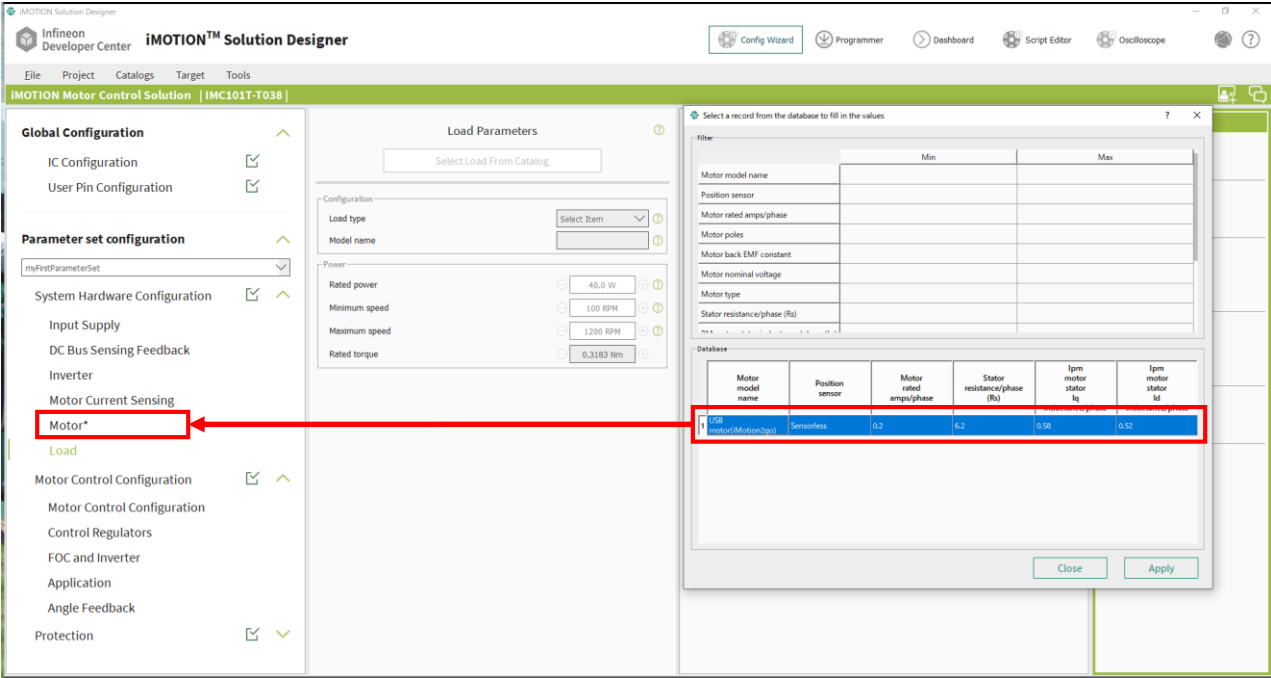 iMOTION Solution Designer
Infineon
Developer Center
iMOTION™ Solution Designer
Config Wizard
Programmer
Dashboard
Script Editor
Oscilloscope
File Project Catalogs Target Tools
iMOTION Motor Control Solution | IMC101T-T038 |
Global Configuration
IC Configuration
User Pin Configuration
Parameter set configuration
myFirstParameterSet
System Hardware Configuration
Input Supply
DC Bus Sensing Feedback
Inverter
Motor Current Sensing
Motor*
Load
Motor Control Configuration
Motor Control Configuration
Control Regulators
FOC and Inverter
Application
Angle Feedback
Protection
Load Parameters
Select Load From Catalog
Configuration
Load type Select Item
Model name
Power
Rated power 40.0 W
Minimum speed 100 RPM
Maximum speed 1200 RPM
Rated torque 0.3183 Nm
Select a record from the database to fill in the values
Filter
Min Max
Motor model name
Position sensor
Motor rated amps/phase
Motor poles
Motor back EMF constant
Motor nominal voltage
Motor type
Stator resistance/phase (Rs)
Database
Motor model name
Position sensor
Motor rated amps/phase
Stator resistance/phase (Rs)
Ipm motor stator Iq inductance/phase
Ipm motor stator Id inductance/phase
1 USB motor(iMotion2go) Sensorless 0.2 6.2 0.58 0.52
Close Apply